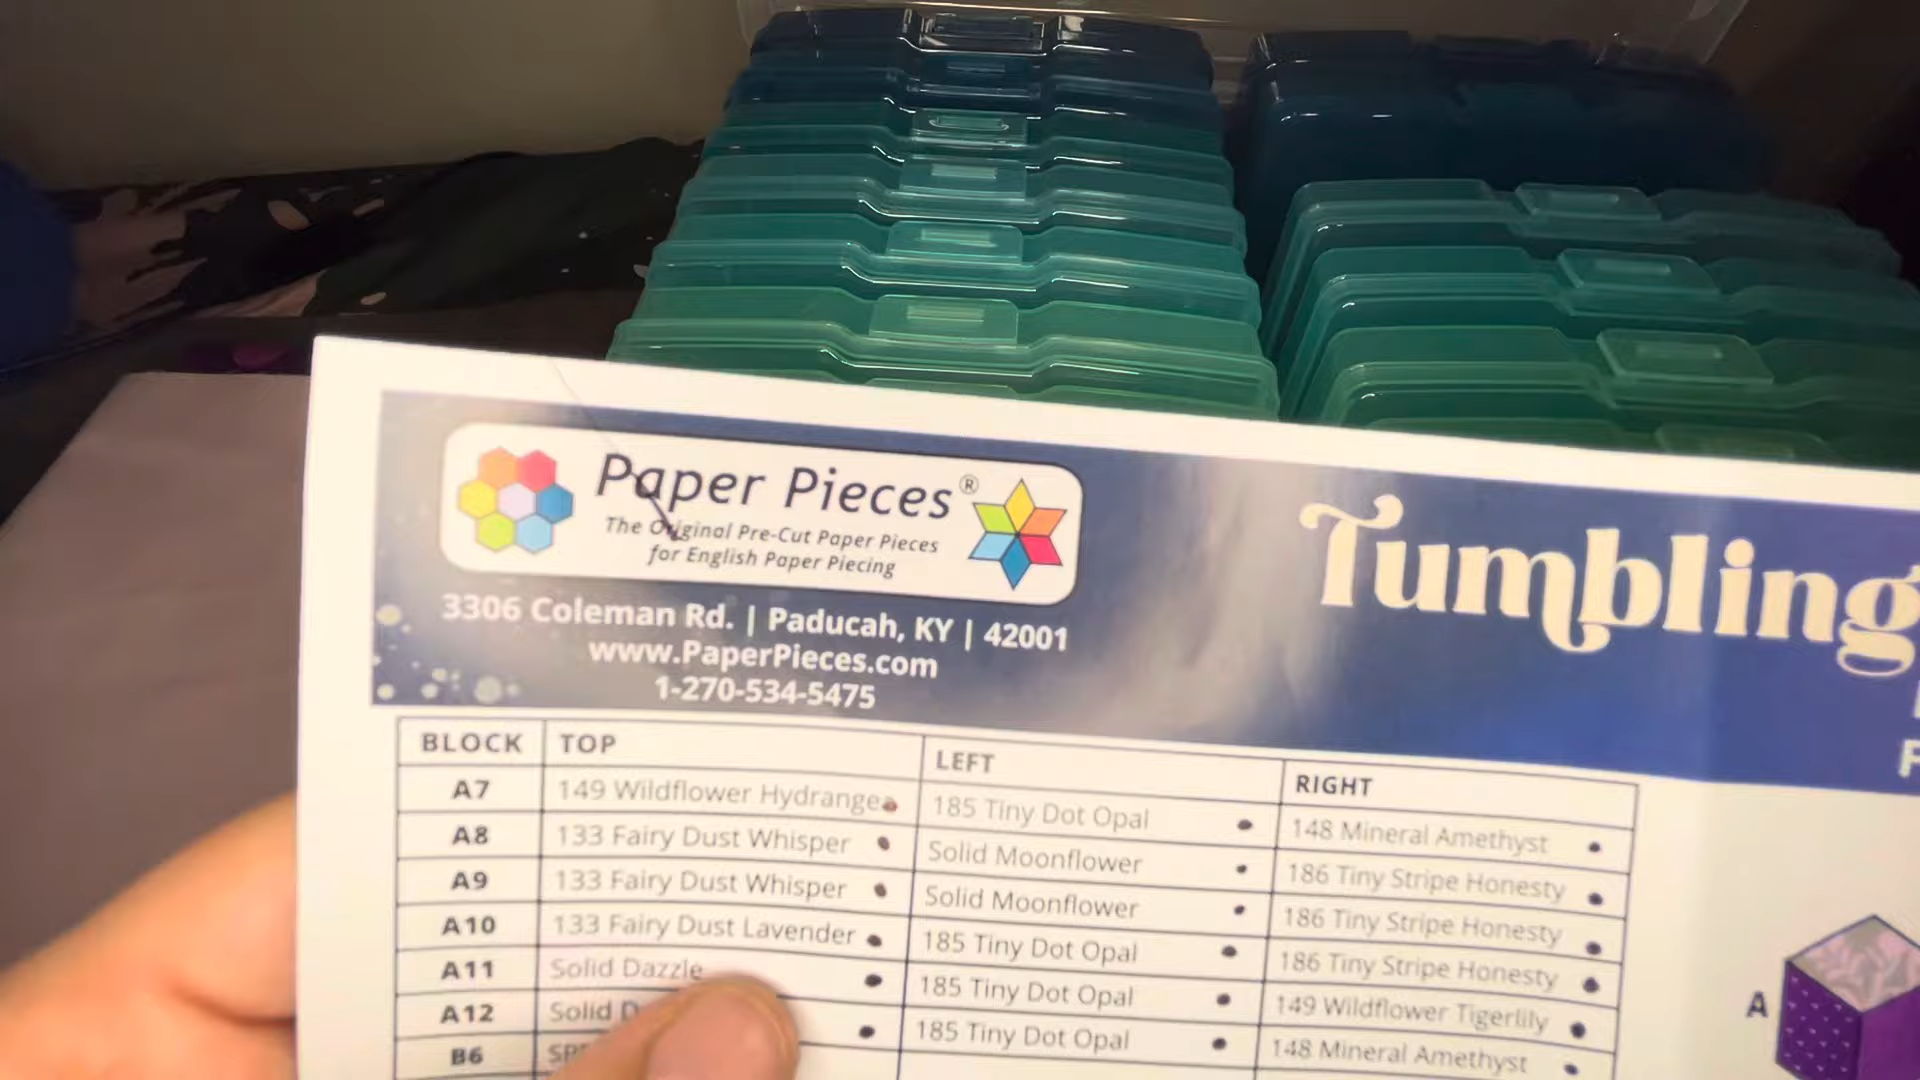 Paper Pieces®
The Original Pre-Cut Paper Pieces
for English Paper Piecing
3306 Coleman Rd. | Paducah, KY | 42001
www.PaperPieces.com
1-270-534-5475
Tumbling
BLOCK TOP LEFT RIGHT
A7 149 Wildflower Hydrangea 185 Tiny Dot Opal 148 Mineral Amethyst
A8 133 Fairy Dust Whisper Solid Moonflower 186 Tiny Stripe Honesty
A9 133 Fairy Dust Whisper Solid Moonflower 186 Tiny Stripe Honesty
A10 133 Fairy Dust Lavender 185 Tiny Dot Opal 186 Tiny Stripe Honesty
A11 Solid Dazzle 185 Tiny Dot Opal 149 Wildflower Tigerlily
A12 Solid D 185 Tiny Dot Opal 148 Mineral Amethyst
B6
A